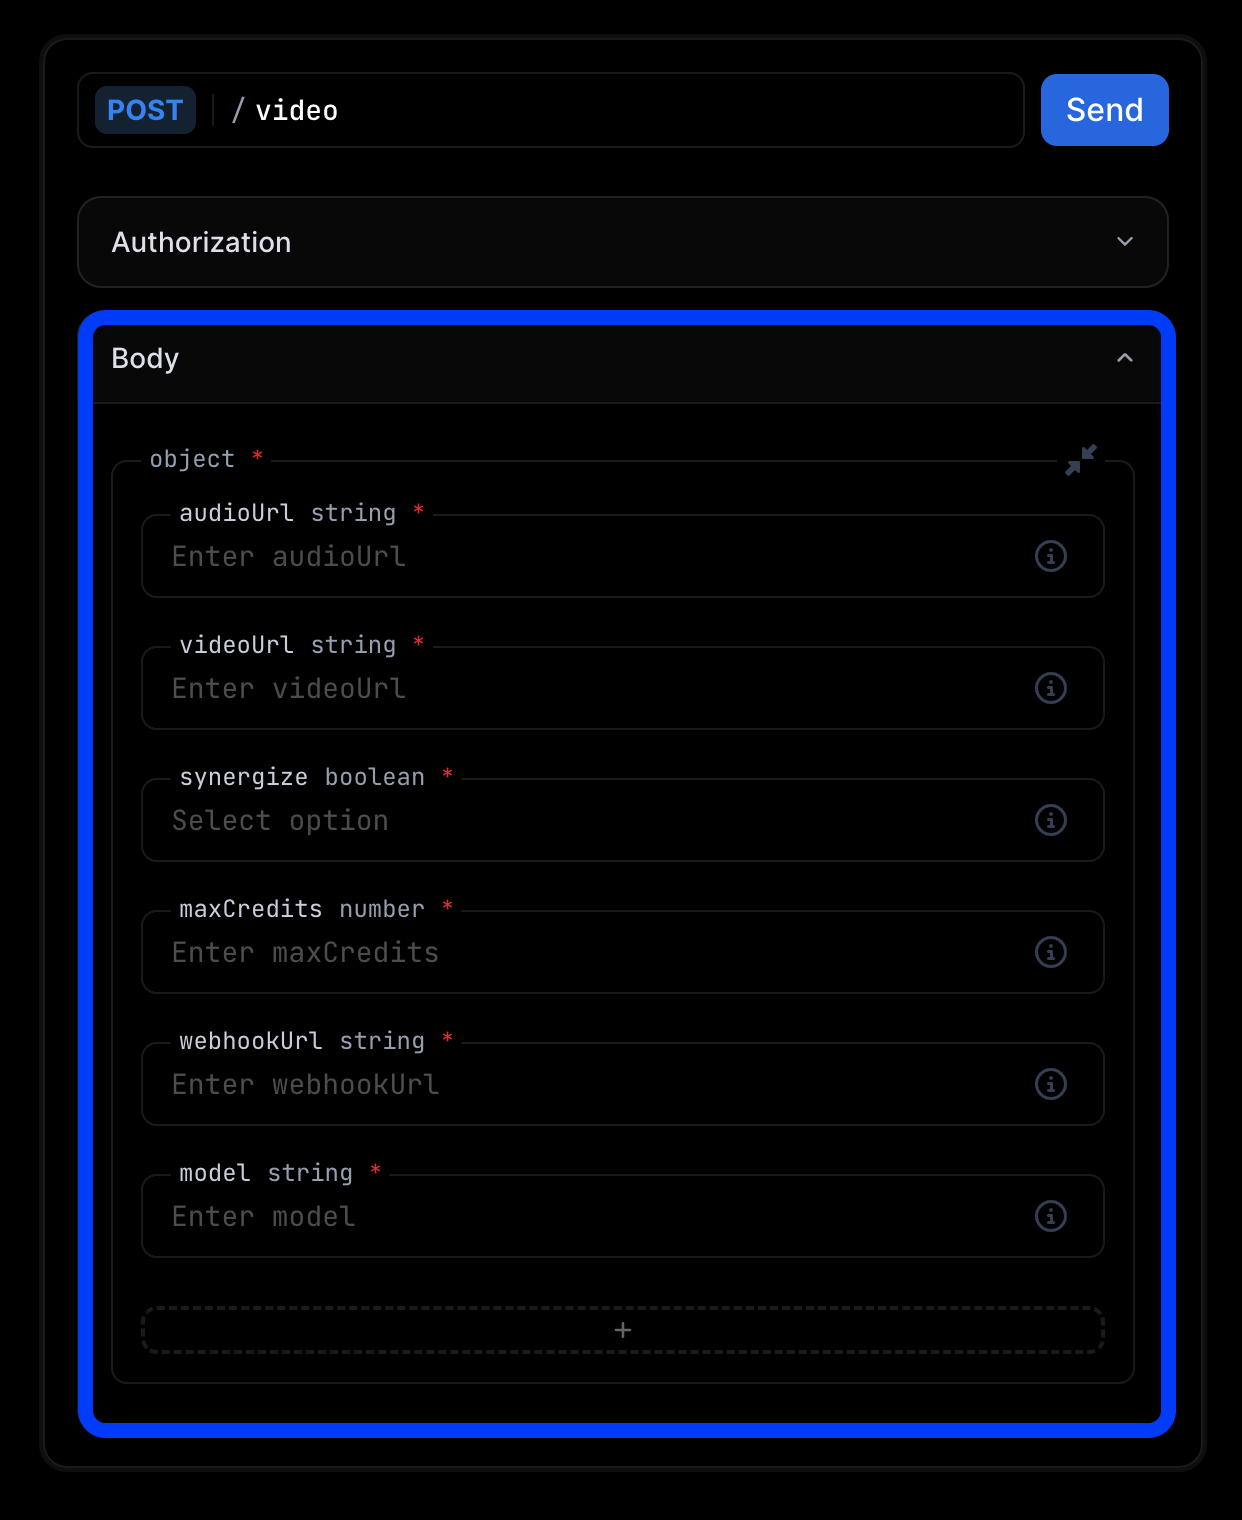 POST / video
Send
Authorization
Body
object *
audioUrl string *
Enter audioUrl
videoUrl string *
Enter videoUrl
synergize boolean *
Select option
maxCredits number *
Enter maxCredits
webhookUrl string *
Enter webhookUrl
model string *
Enter model
+